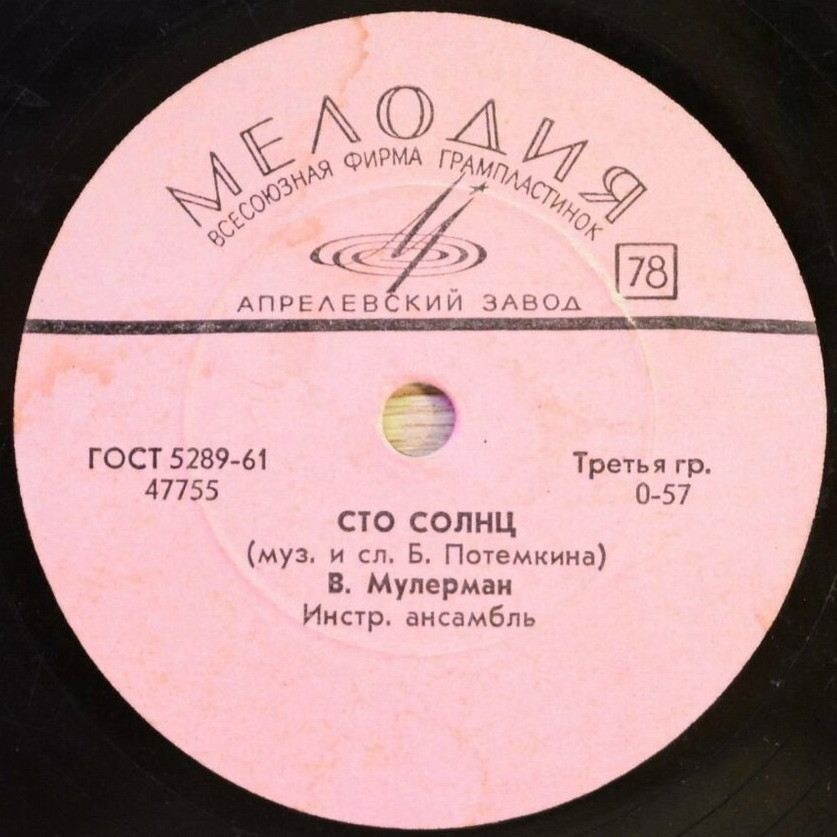 МЕЛОДИЯ
ВСЕСОЮЗНАЯ ФИРМА ГРАМПЛАСТИНОК
78
АПРЕЛЕВСКИЙ ЗАВОД
ГОСТ 5289-61
47755
Третья гр.
0-57
СТО СОЛНЦ
(муз. и сл. Б. Потемкина)
В. Мулерман
Инстр. ансамбль